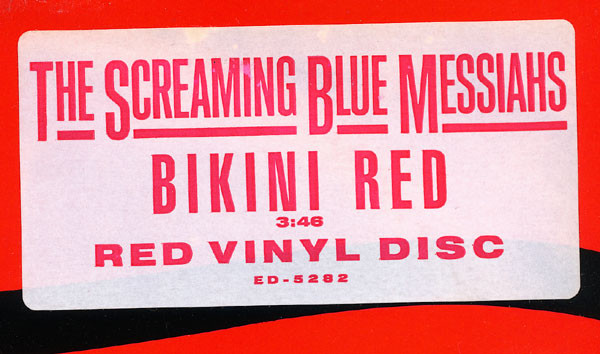 THE SCREAMING BLUE MESSIAHS
BIKINI RED
3:46
RED VINYL DISC
ED-5282